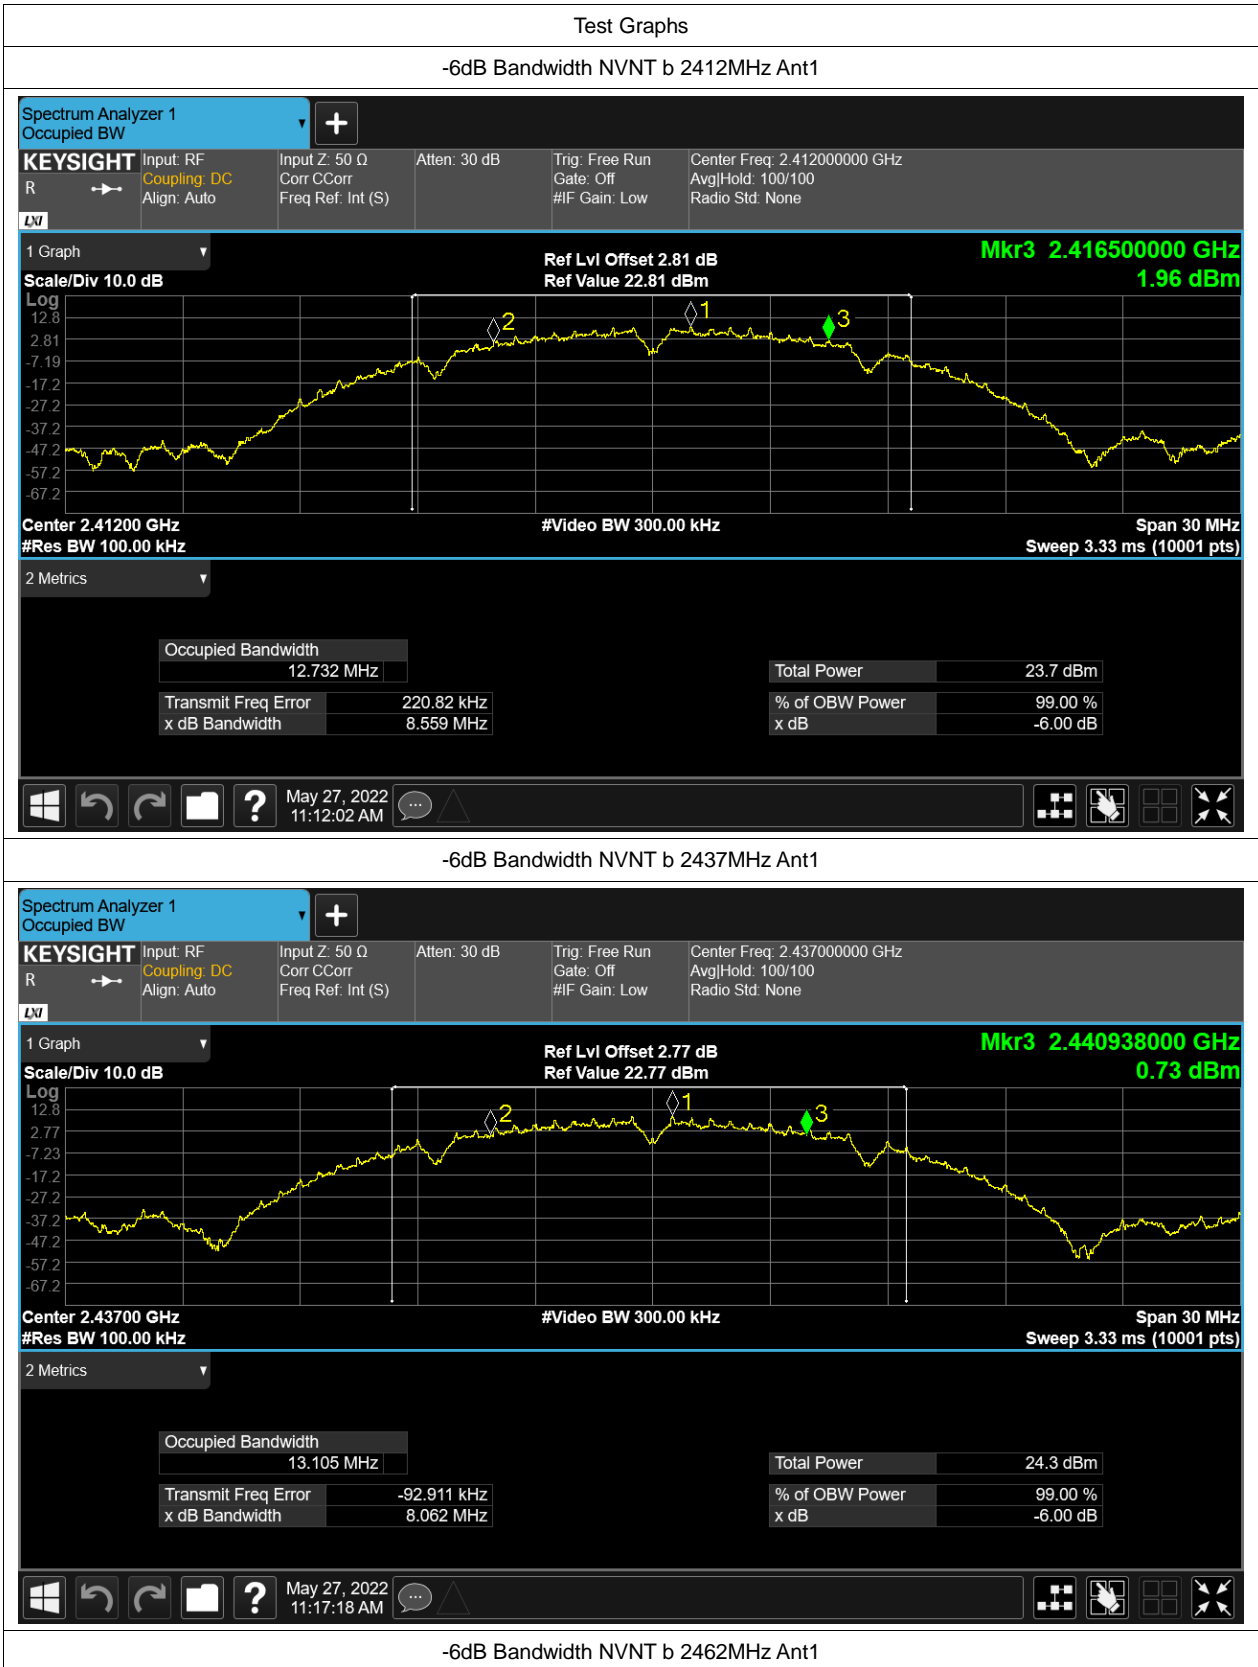 Test Graphs
-6dB Bandwidth NVNT b 2412MHz Ant1
Spectrum Analyzer 1
Occupied BW
KEYSIGHT Input: RF Input Z: 50 Ω Atten: 30 dB Trig: Free Run Center Freq: 2.412000000 GHz
R Coupling: DC Corr CCorr Gate: Off Avg|Hold: 100/100
Align: Auto Freq Ref: Int (S) #IF Gain: Low Radio Std: None
LXI
1 Graph Ref Lvl Offset 2.81 dB Mkr3 2.416500000 GHz
Scale/Div 10.0 dB Ref Value 22.81 dBm 1.96 dBm
Log
12.8
2.81
-7.19
-17.2
-27.2
-37.2
-47.2
-57.2
-67.2
2 1 3
Center 2.41200 GHz #Video BW 300.00 kHz Span 30 MHz
#Res BW 100.00 kHz Sweep 3.33 ms (10001 pts)
2 Metrics
Occupied Bandwidth
12.732 MHz Total Power 23.7 dBm
Transmit Freq Error 220.82 kHz % of OBW Power 99.00 %
x dB Bandwidth 8.559 MHz x dB -6.00 dB
? May 27, 2022
11:12:02 AM
-6dB Bandwidth NVNT b 2437MHz Ant1
Spectrum Analyzer 1
Occupied BW
KEYSIGHT Input: RF Input Z: 50 Ω Atten: 30 dB Trig: Free Run Center Freq: 2.437000000 GHz
R Coupling: DC Corr CCorr Gate: Off Avg|Hold: 100/100
Align: Auto Freq Ref: Int (S) #IF Gain: Low Radio Std: None
LXI
1 Graph Ref Lvl Offset 2.77 dB Mkr3 2.440938000 GHz
Scale/Div 10.0 dB Ref Value 22.77 dBm 0.73 dBm
Log
12.8
2.77
-7.23
-17.2
-27.2
-37.2
-47.2
-57.2
-67.2
2 1 3
Center 2.43700 GHz #Video BW 300.00 kHz Span 30 MHz
#Res BW 100.00 kHz Sweep 3.33 ms (10001 pts)
2 Metrics
Occupied Bandwidth
13.105 MHz Total Power 24.3 dBm
Transmit Freq Error -92.911 kHz % of OBW Power 99.00 %
x dB Bandwidth 8.062 MHz x dB -6.00 dB
? May 27, 2022
11:17:18 AM
-6dB Bandwidth NVNT b 2462MHz Ant1